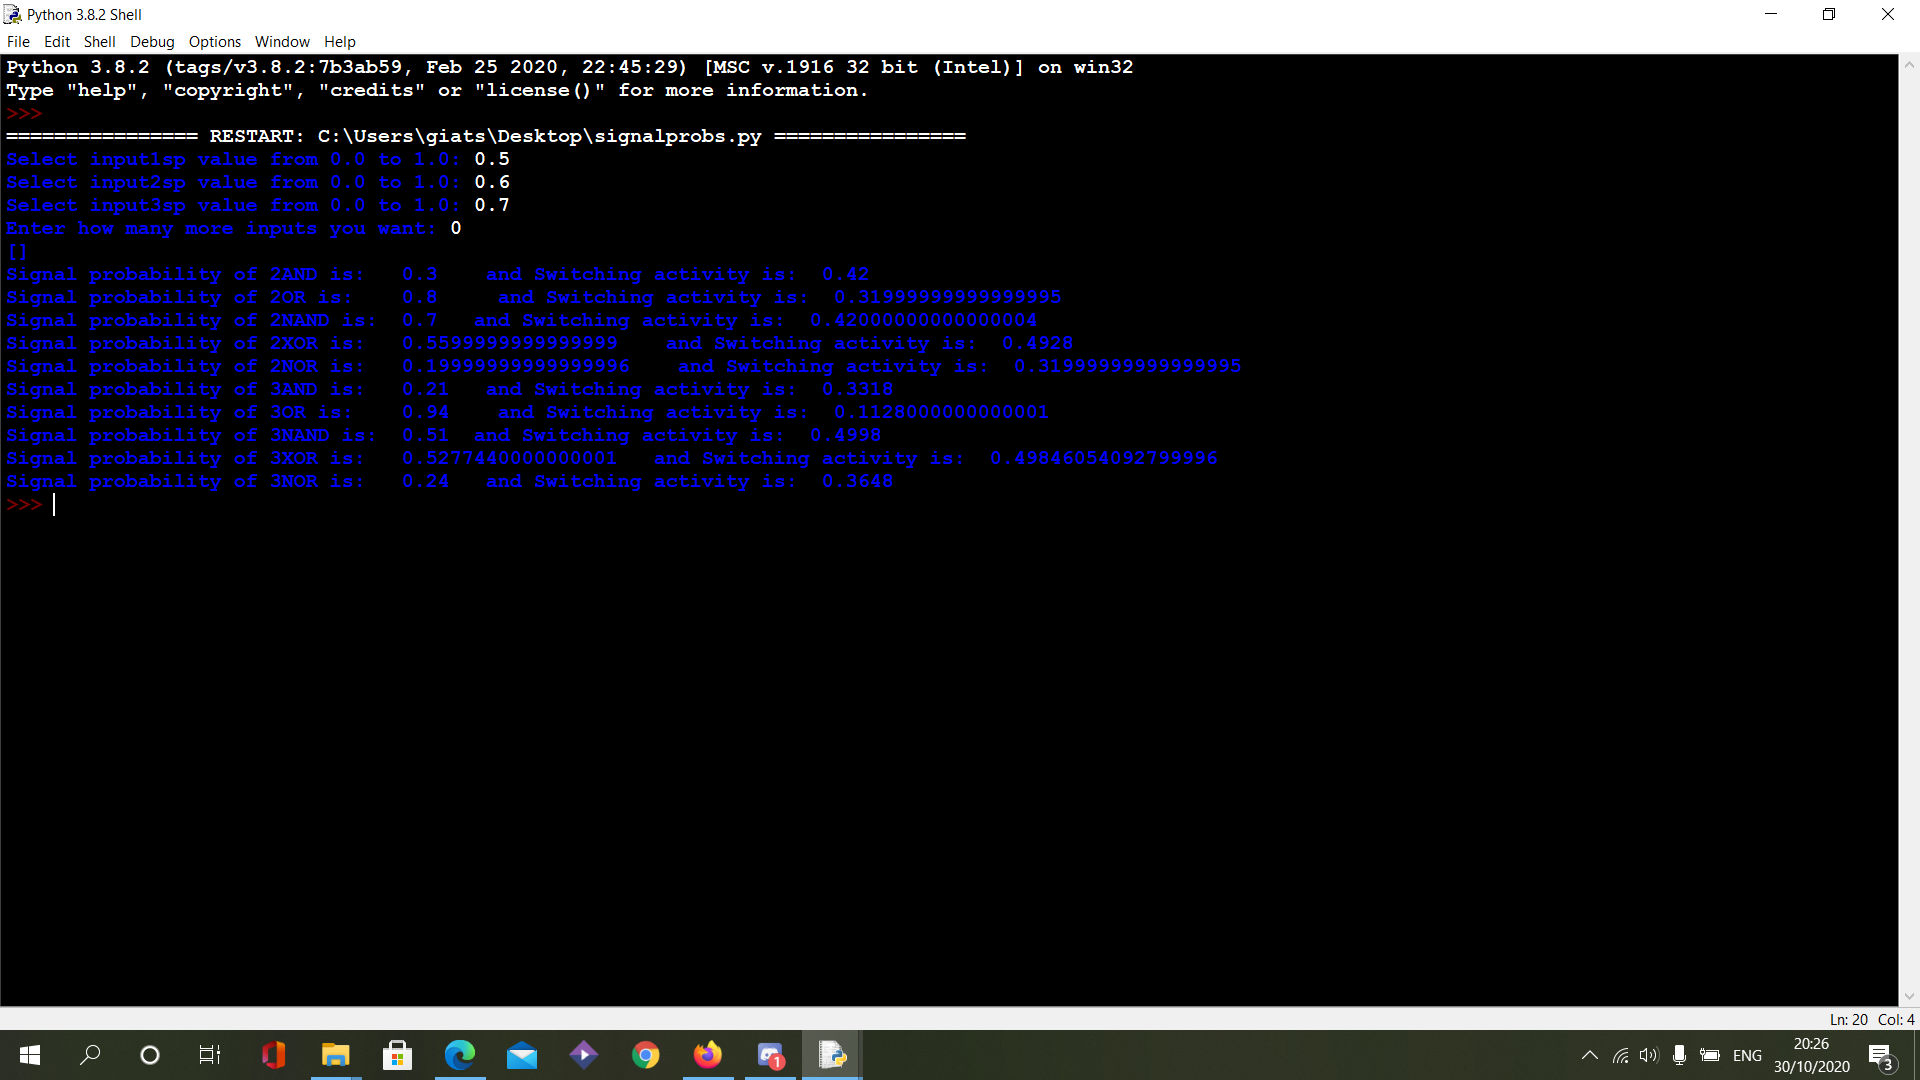 Python 3.8.2 Shell
File Edit Shell Debug Options Window Help
Python 3.8.2 (tags/v3.8.2:7b3ab59, Feb 25 2020, 22:45:29) [MSC v.1916 32 bit (Intel)] on win32
Type "help", "copyright", "credits" or "license()" for more information.
>>>
================ RESTART: C:\Users\giats\Desktop\signalprobs.py ================
Select input1sp value from 0.0 to 1.0: 0.5
Select input2sp value from 0.0 to 1.0: 0.6
Select input3sp value from 0.0 to 1.0: 0.7
Enter how many more inputs you want: 0
[]
Signal probability of 2AND is: 0.3 and Switching activity is: 0.42
Signal probability of 2OR is: 0.8 and Switching activity is: 0.31999999999999995
Signal probability of 2NAND is: 0.7 and Switching activity is: 0.42000000000000004
Signal probability of 2XOR is: 0.5599999999999999 and Switching activity is: 0.4928
Signal probability of 2NOR is: 0.19999999999999996 and Switching activity is: 0.31999999999999995
Signal probability of 3AND is: 0.21 and Switching activity is: 0.3318
Signal probability of 3OR is: 0.94 and Switching activity is: 0.1128000000000001
Signal probability of 3NAND is: 0.51 and Switching activity is: 0.4998
Signal probability of 3XOR is: 0.5277440000000001 and Switching activity is: 0.49846054092799996
Signal probability of 3NOR is: 0.24 and Switching activity is: 0.3648
>>>
Ln: 20 Col: 4
1
ENG
20:26
30/10/2020
3